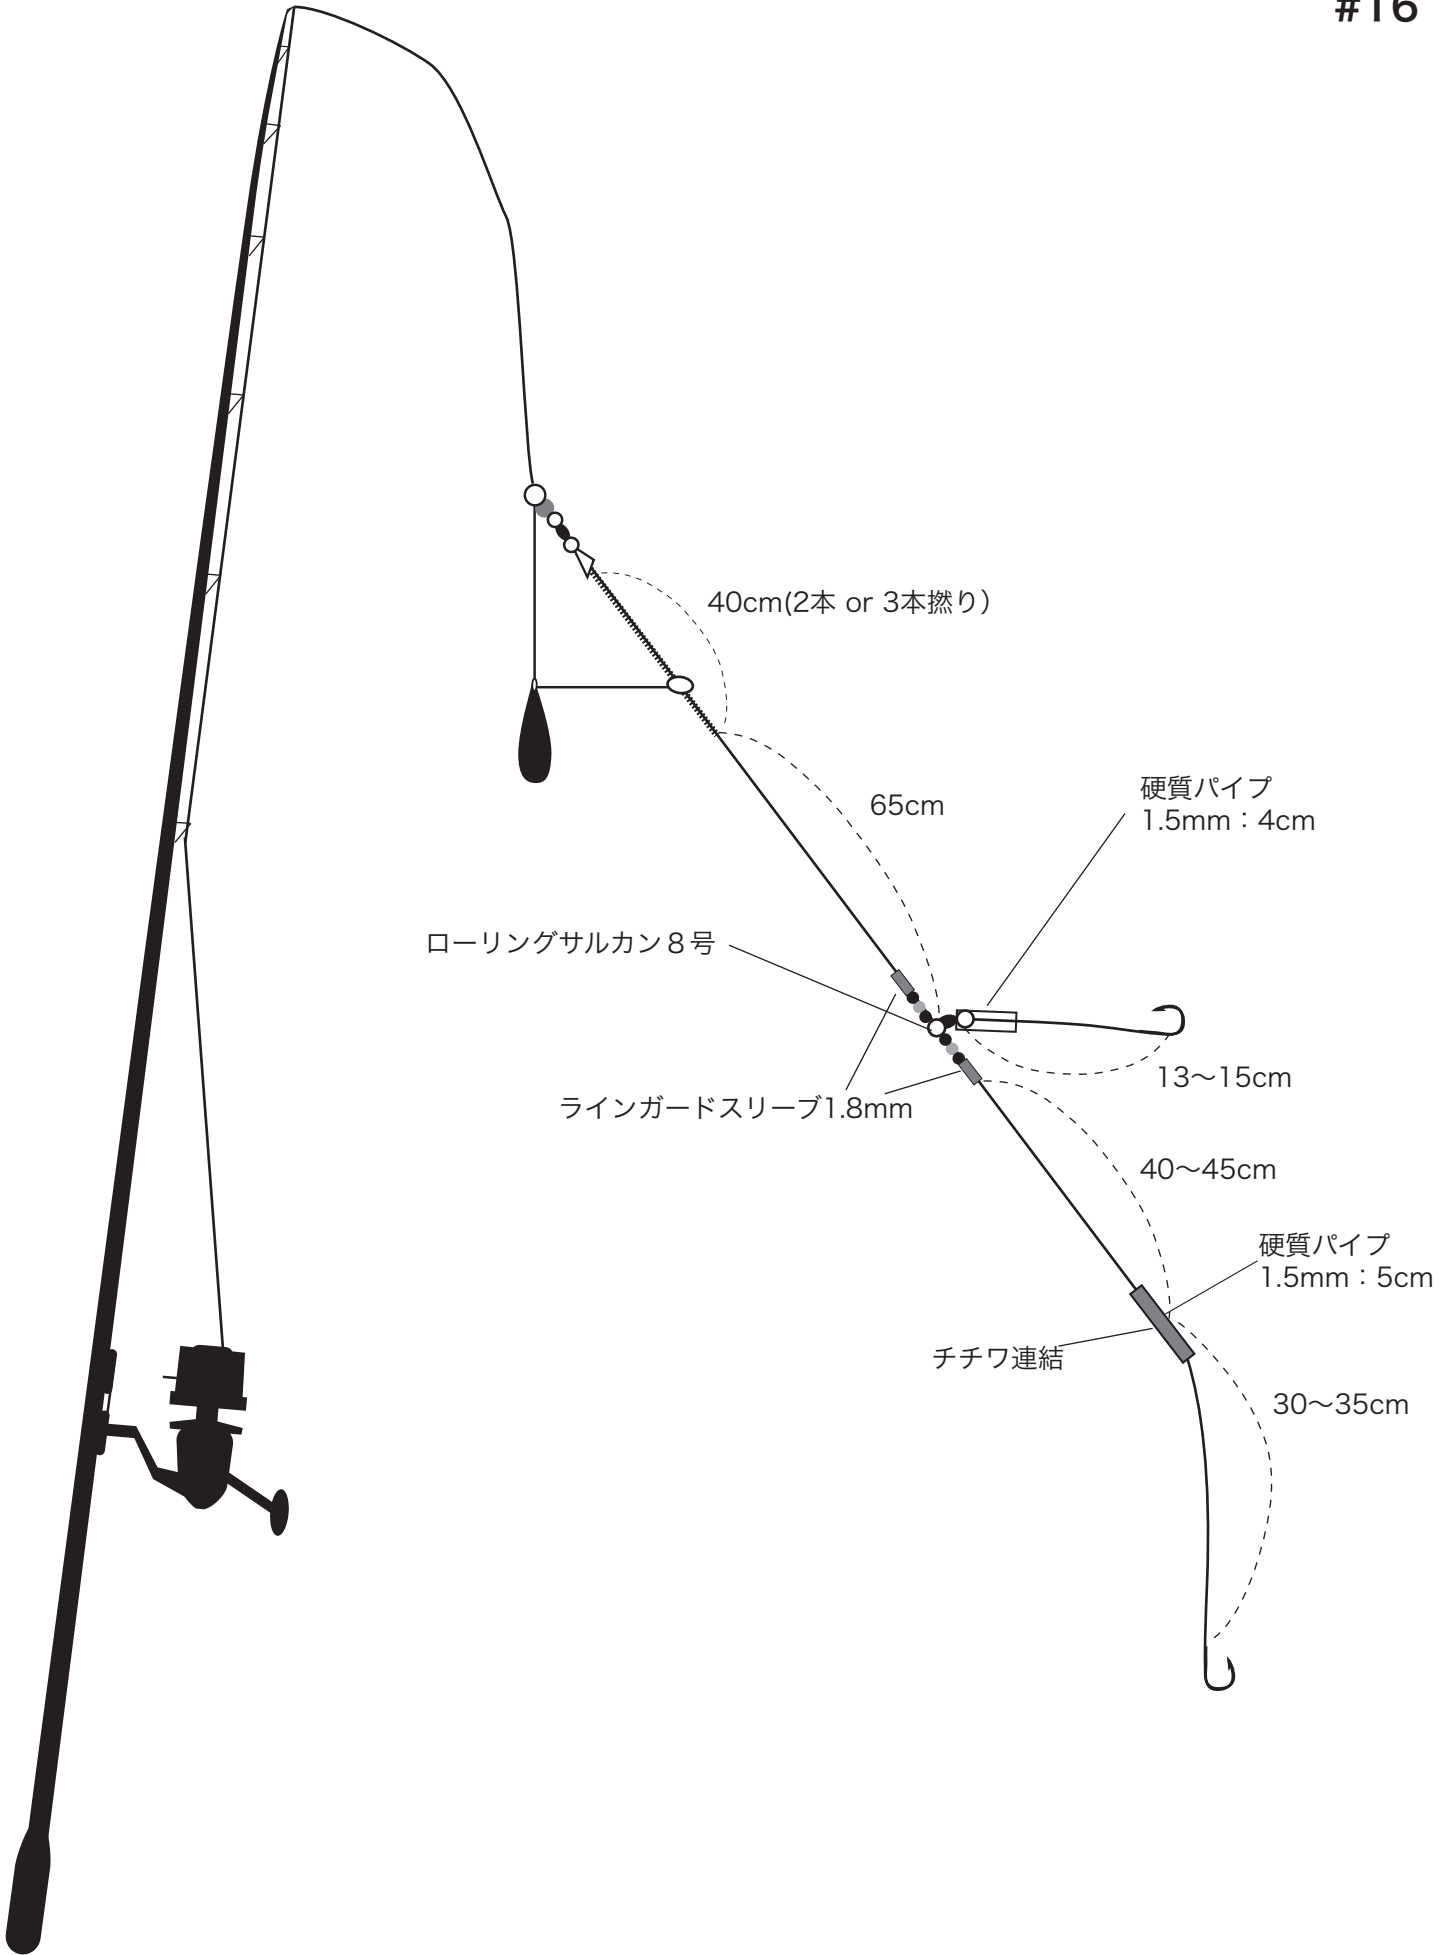 #16
40cm(2本 or 3本撚り）
65cm
硬質パイプ
1.5mm：4cm
ローリングサルカン８号
13〜15cm
ラインガードスリーブ1.8mm
40〜45cm
硬質パイプ
1.5mm：5cm
チチワ連結
30〜35cm